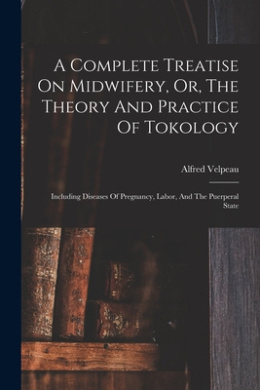 A Complete Treatise
On Midwifery, Or, The
Theory And Practice
Of Tokology
Alfred Velpeau
Including Diseases Of Pregnancy, Labor, And The Puerperal
State